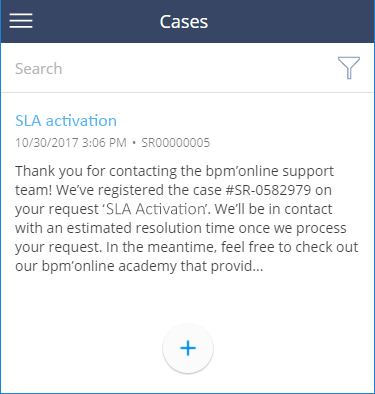 Cases
Search
SLA activation
10/30/2017 3:06 PM • SR00000005
Thank you for contacting the bpm’online support
team! We’ve registered the case #SR-0582979 on
your request ‘SLA Activation’. We’ll be in contact
with an estimated resolution time once we process
your request. In the meantime, feel free to check out
our bpm’online academy that provid...
+